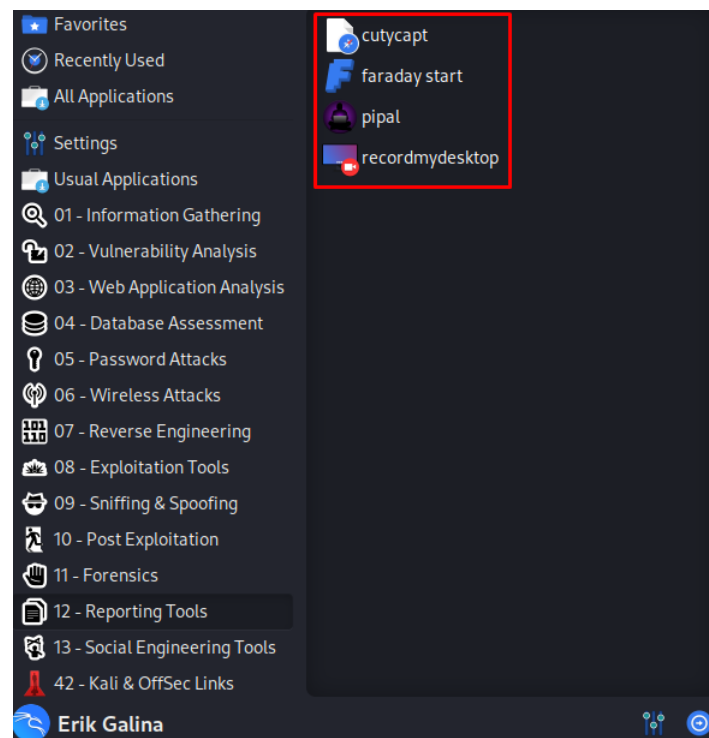 Favorites
Recently Used
All Applications
Settings
Usual Applications
01 - Information Gathering
02 - Vulnerability Analysis
03 - Web Application Analysis
04 - Database Assessment
05 - Password Attacks
06 - Wireless Attacks
07 - Reverse Engineering
08 - Exploitation Tools
09 - Sniffing & Spoofing
10 - Post Exploitation
11 - Forensics
12 - Reporting Tools
13 - Social Engineering Tools
42 - Kali & OffSec Links
Erik Galina
cutycapt
faraday start
pipal
recordmydesktop